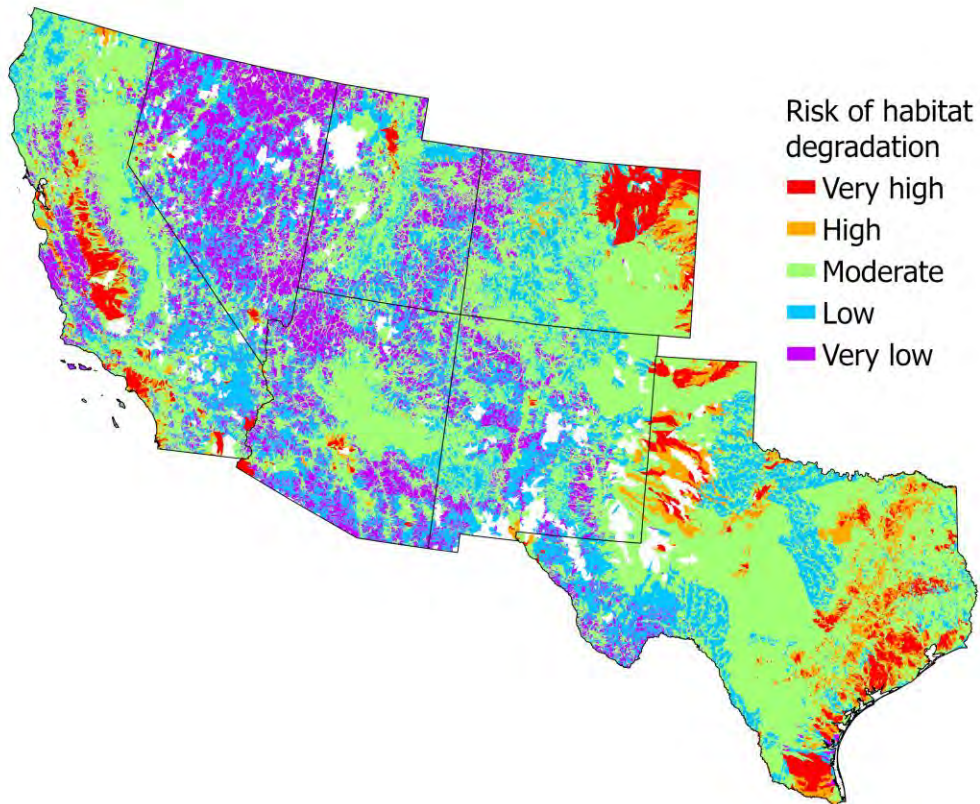 Risk of habitat
degradation
Very high
High
Moderate
Low
Very low